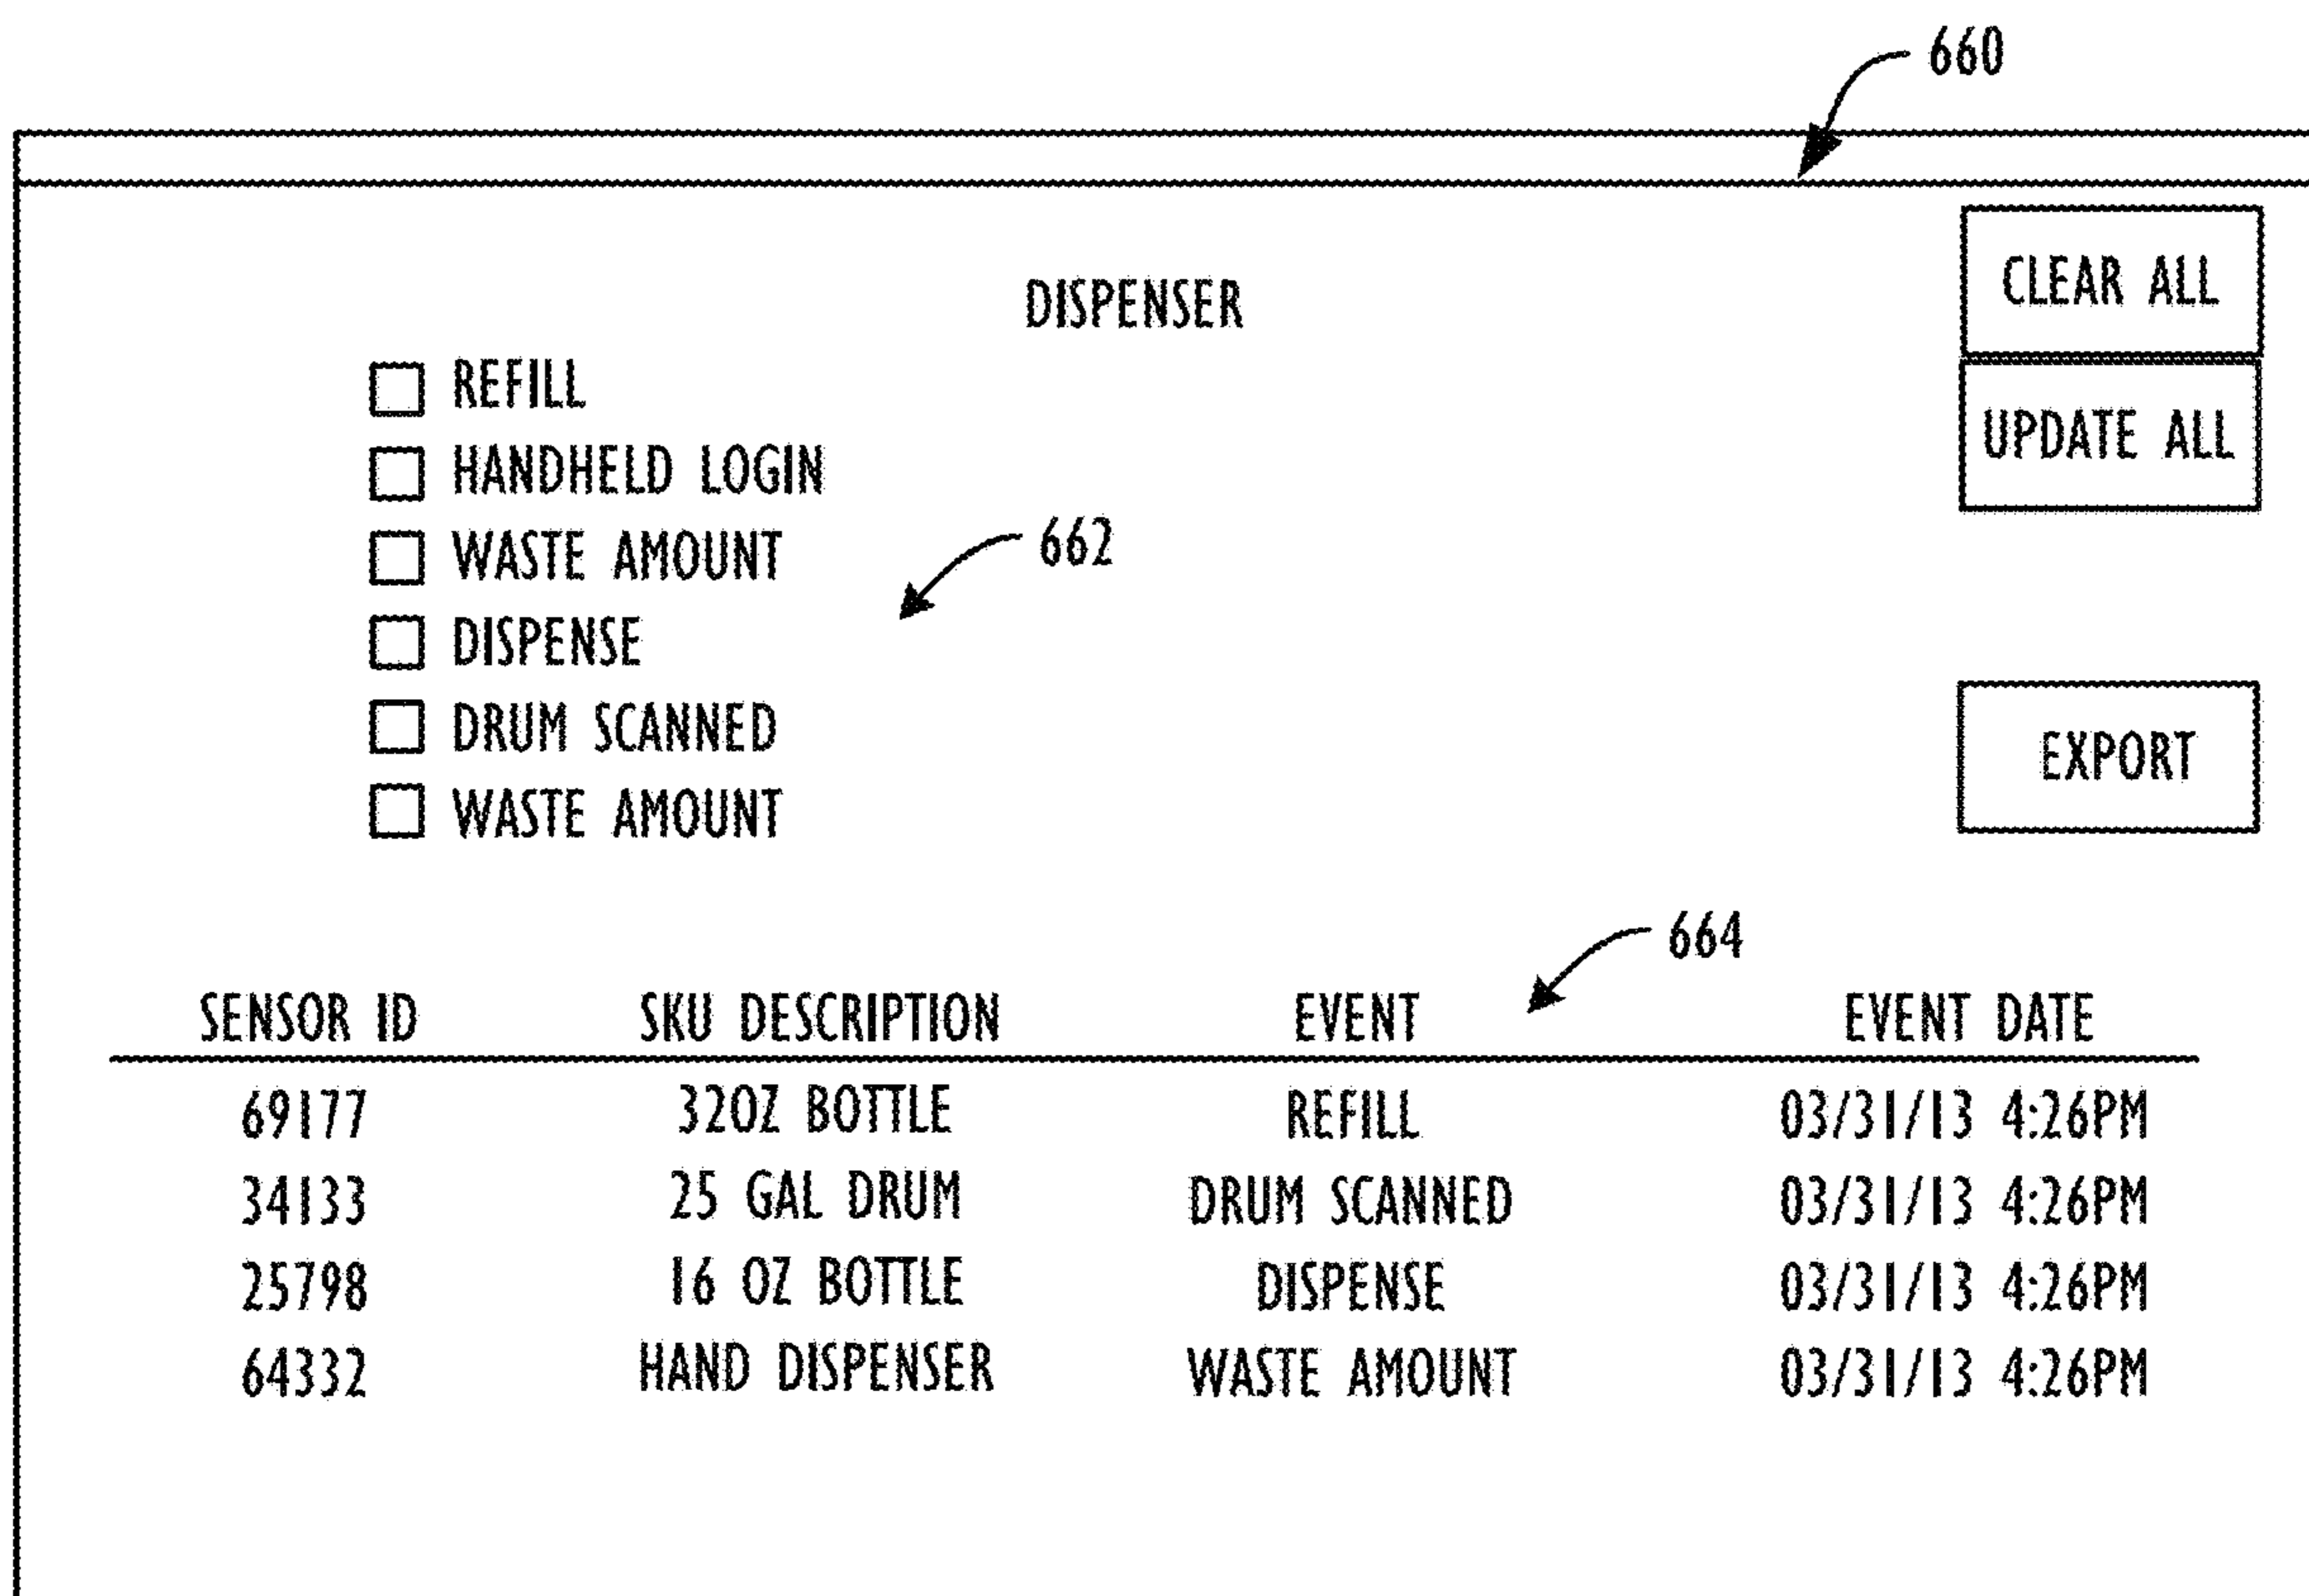 660
CLEAR ALL
DISPENSER
REFILL
UPDATE ALL
HANDHELD LOGIN
WASTE AMOUNT
662
DISPENSE
DRUM SCANNED
EXPORT
WASTE AMOUNT
664
SENSOR ID SKU DESCRIPTION EVENT EVENT DATE
69177 32OZ BOTTLE REFILL 03/31/13 4:26PM
34133 25 GAL DRUM DRUM SCANNED 03/31/13 4:26PM
25798 16 OZ BOTTLE DISPENSE 03/31/13 4:26PM
64332 HAND DISPENSER WASTE AMOUNT 03/31/13 4:26PM